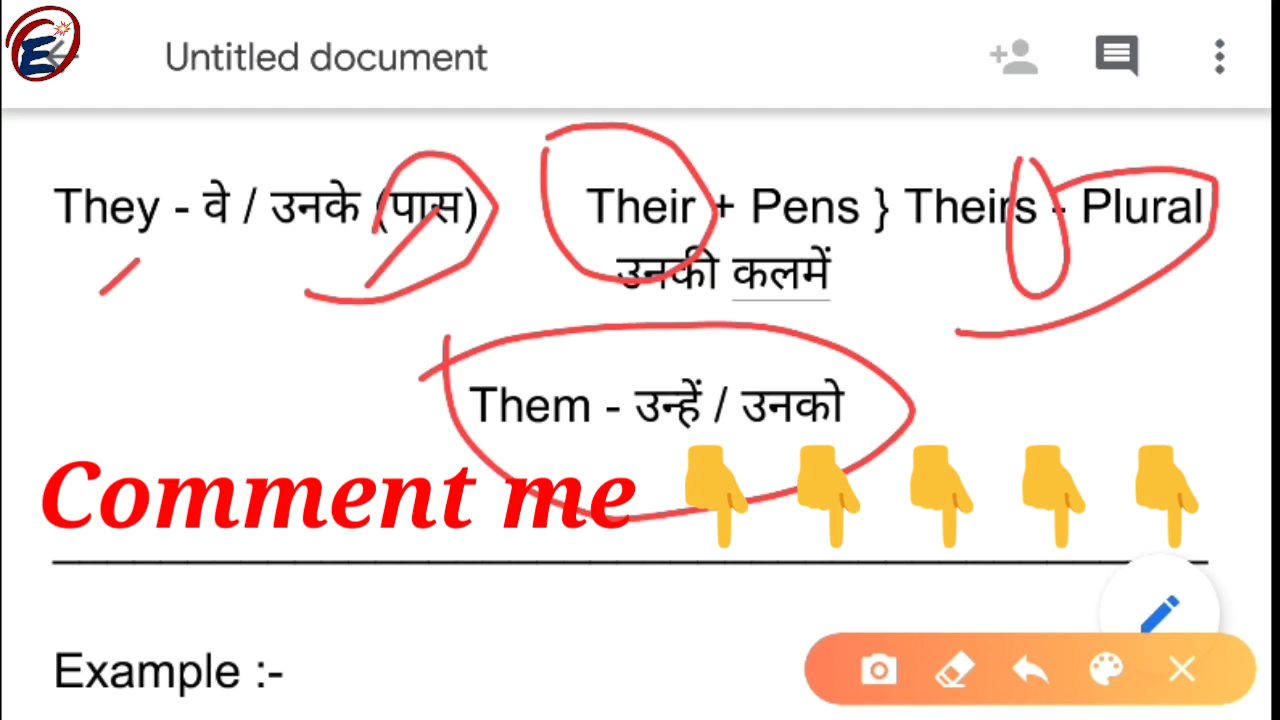 E
Untitled document
They - वे / उनके (पास) Their + Pens } Theirs - Plural
उनकी कलमें
Them - उन्हें / उनको
Comment me
Example :-